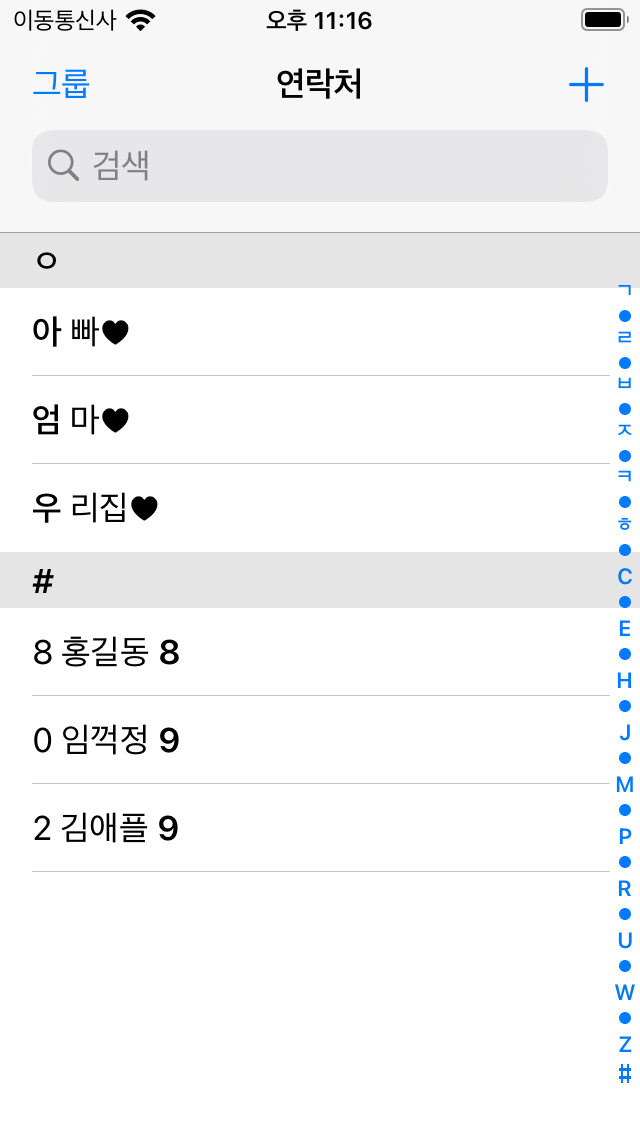 이동통신사 오후 11:16
그룹 연락처
검색
ㅇ
아 빠♥
엄 마♥
우 리집♥
#
8 홍길동 8
0 임꺽정 9
2 김애플 9
ㄱ
●
ㄹ
●
ㅂ
●
ㅈ
●
ㅋ
●
ㅎ
●
C
●
E
●
H
●
J
●
M
●
P
●
R
●
U
●
W
●
Z
#